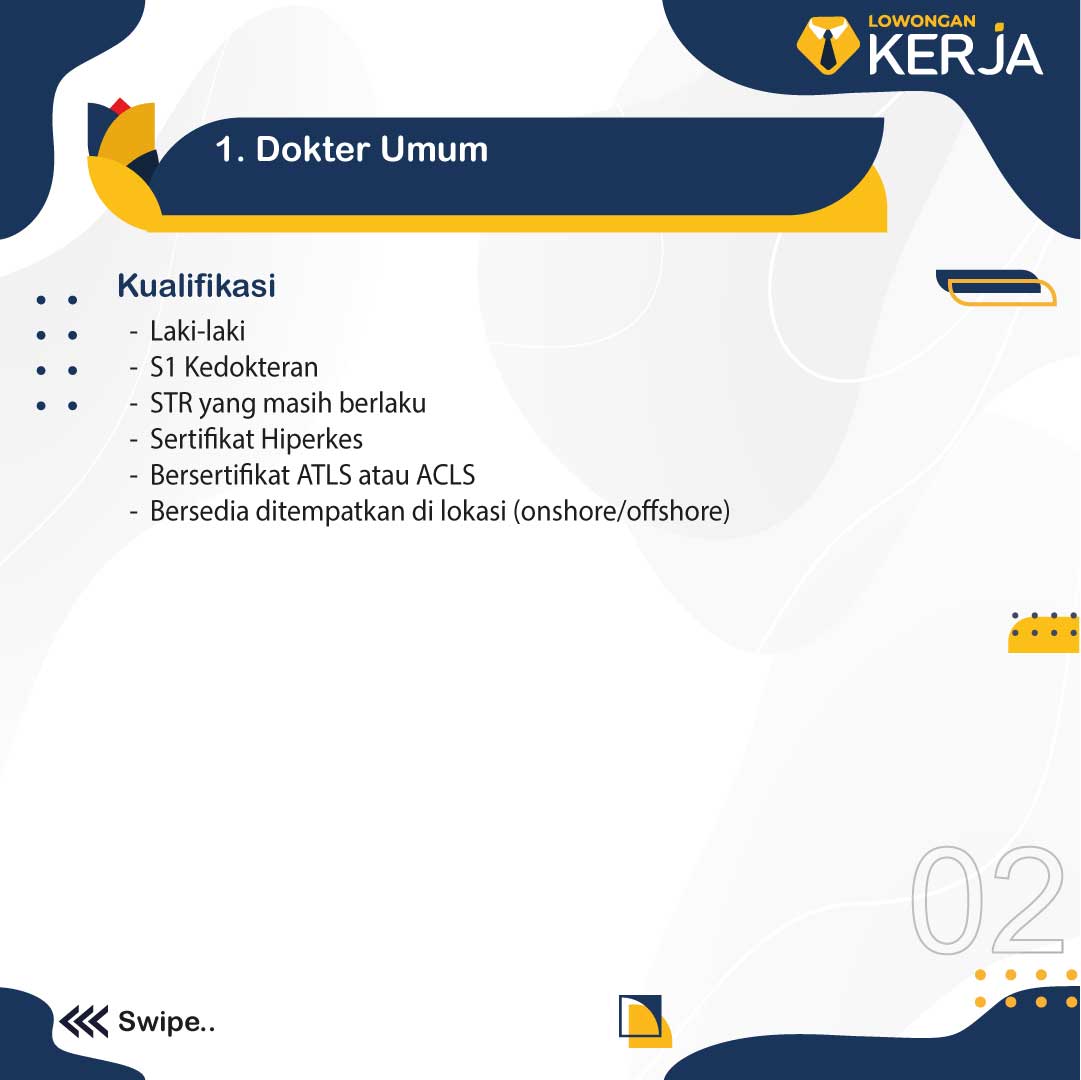 LOWONGAN
KERJA
1. Dokter Umum
Kualifikasi
- Laki-laki
- S1 Kedokteran
- STR yang masih berlaku
- Sertifikat Hiperkes
- Bersertifikat ATLS atau ACLS
- Bersedia ditempatkan di lokasi (onshore/offshore)
02
Swipe..